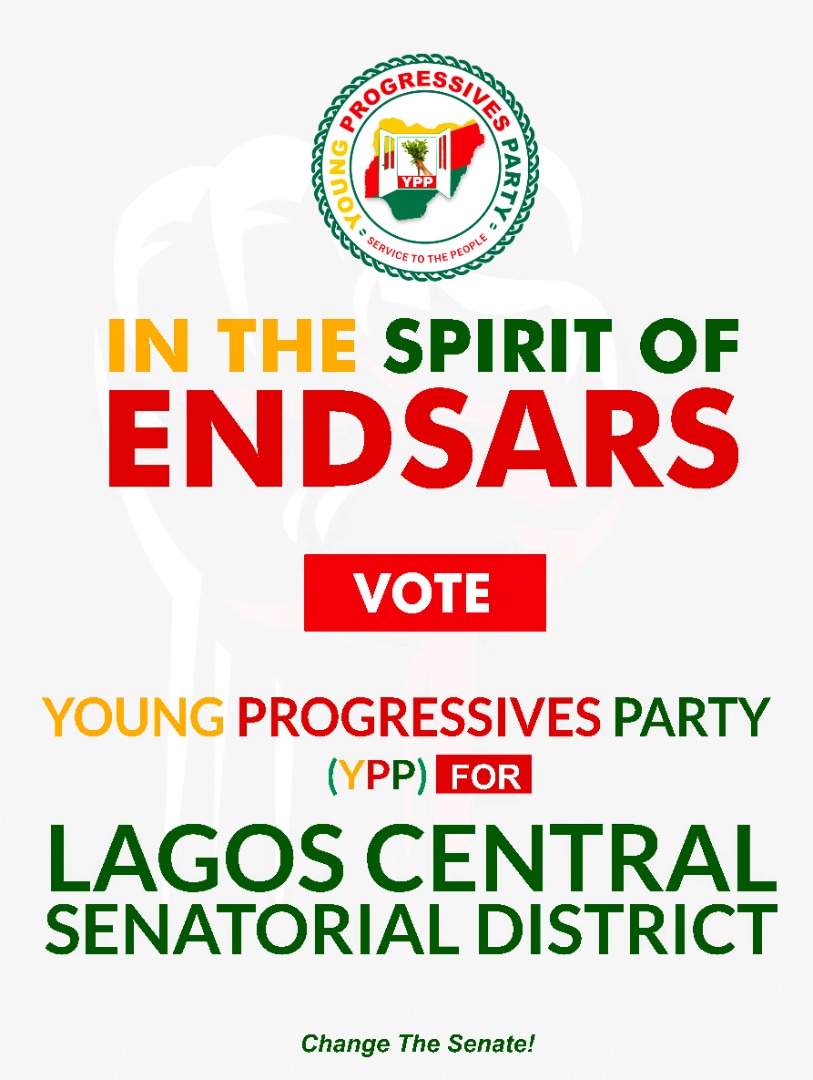 YOUNG PROGRESSIVES PARTY
YPP
SERVICE TO THE PEOPLE
IN THE SPIRIT OF
ENDSARS
VOTE
YOUNG PROGRESSIVES PARTY
(YPP) FOR
LAGOS CENTRAL
SENATORIAL DISTRICT
Change The Senate!